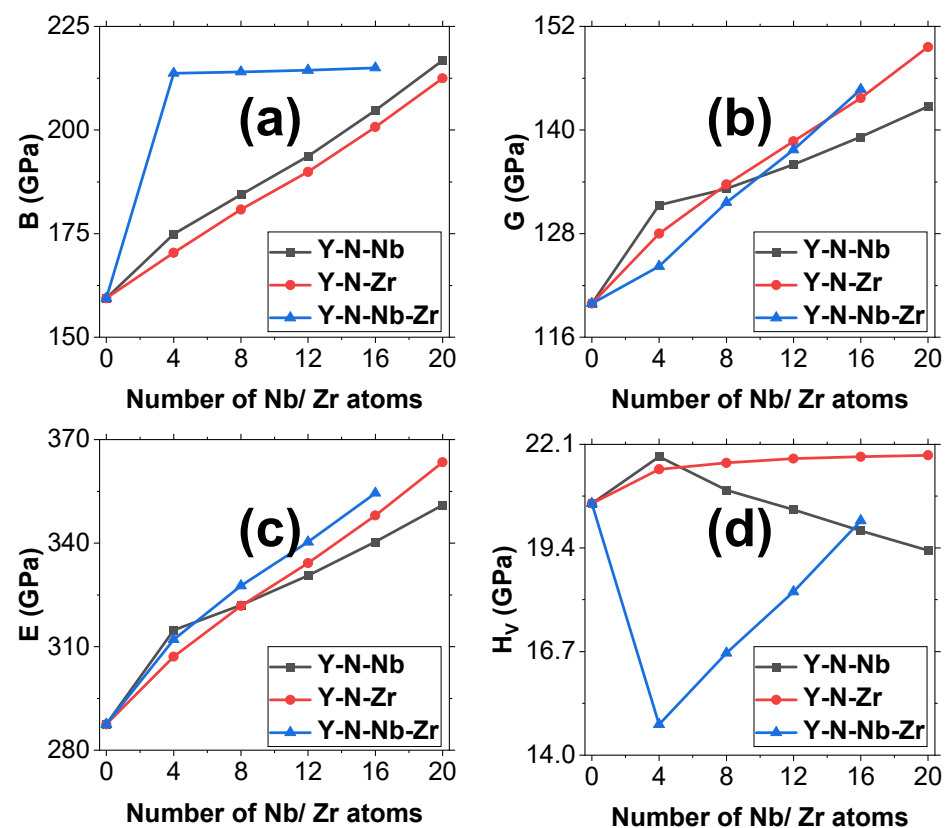 225
200
175
150
B (GPa)
(a)
Y-N-Nb
Y-N-Zr
Y-N-Nb-Zr
0 4 8 12 16 20
Number of Nb/ Zr atoms
152
140
128
116
G (GPa)
(b)
Y-N-Nb
Y-N-Zr
Y-N-Nb-Zr
0 4 8 12 16 20
Number of Nb/ Zr atoms
370
340
310
280
E (GPa)
(c)
Y-N-Nb
Y-N-Zr
Y-N-Nb-Zr
0 4 8 12 16 20
Number of Nb/ Zr atoms
22.1
19.4
16.7
14.0
H_V (GPa)
(d)
Y-N-Nb
Y-N-Zr
Y-N-Nb-Zr
0 4 8 12 16 20
Number of Nb/ Zr atoms